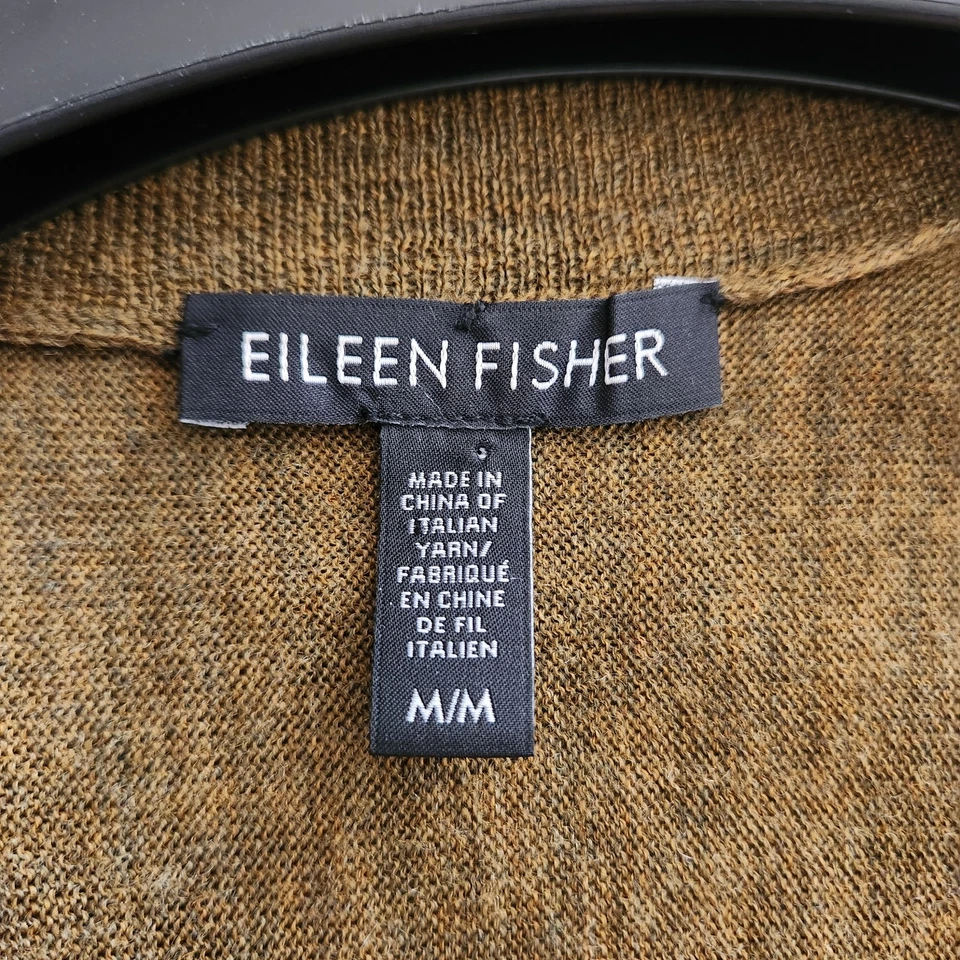 EILEEN FISHER
MADE IN
CHINA OF
ITALIAN
YARN/
FABRIQUÉ
EN CHINE
DE FIL
ITALIEN
M/M